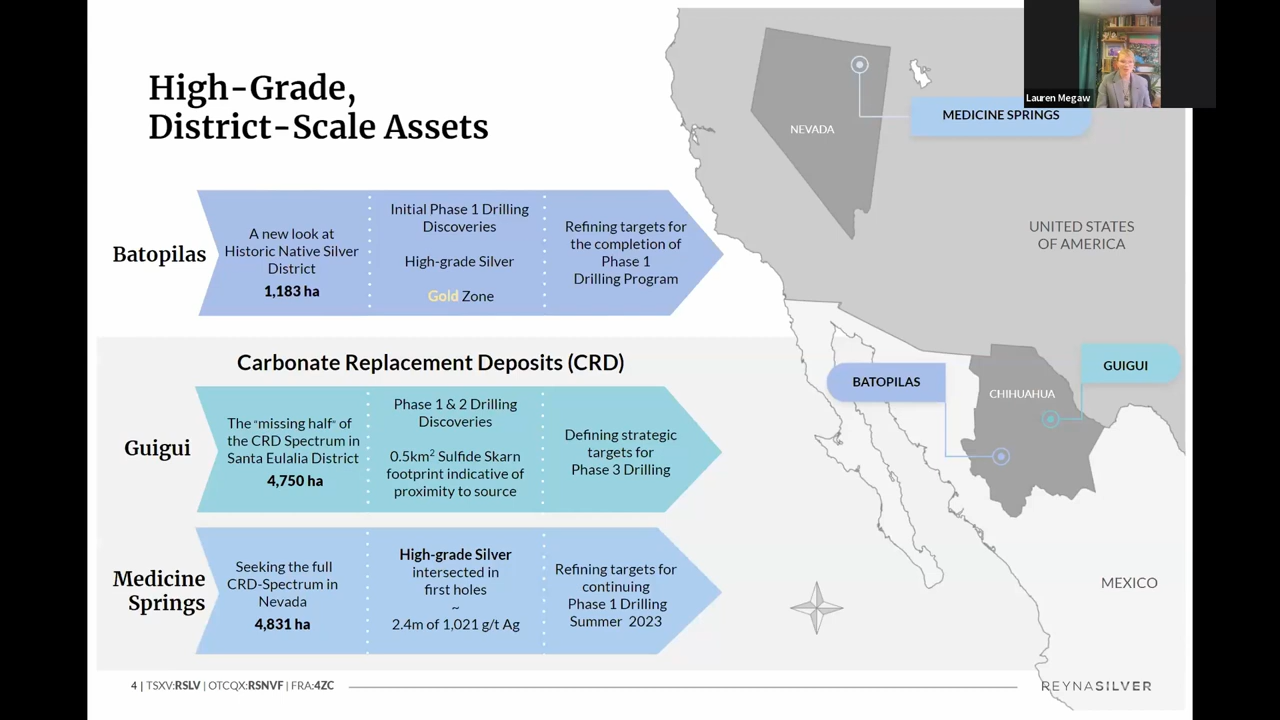 High-Grade,
District-Scale Assets
Lauren Megaw
MEDICINE SPRINGS
NEVADA
UNITED STATES
OF AMERICA
Batopilas
A new look at
Historic Native Silver
District
1,183 ha
Initial Phase 1 Drilling
Discoveries
High-grade Silver
Gold Zone
Refining targets for
the completion of
Phase 1
Drilling Program
Carbonate Replacement Deposits (CRD)
BATOPILAS
CHIHUAHUA
GUIGUI
Guigui
The "missing half" of
the CRD Spectrum in
Santa Eulalia District
4,750 ha
Phase 1 & 2 Drilling
Discoveries
0.5km² Sulfide Skarn
footprint indicative of
proximity to source
Defining strategic
targets for
Phase 3 Drilling
Medicine
Springs
Seeking the full
CRD-Spectrum in
Nevada
4,831 ha
High-grade Silver
intersected in
first holes
~
2.4m of 1,021 g/t Ag
Refining targets for
continuing
Phase 1 Drilling
Summer 2023
MEXICO
4 | TSXV:RSLV | OTCQX:RSNVF | FRA:4ZC
REYNASILVER